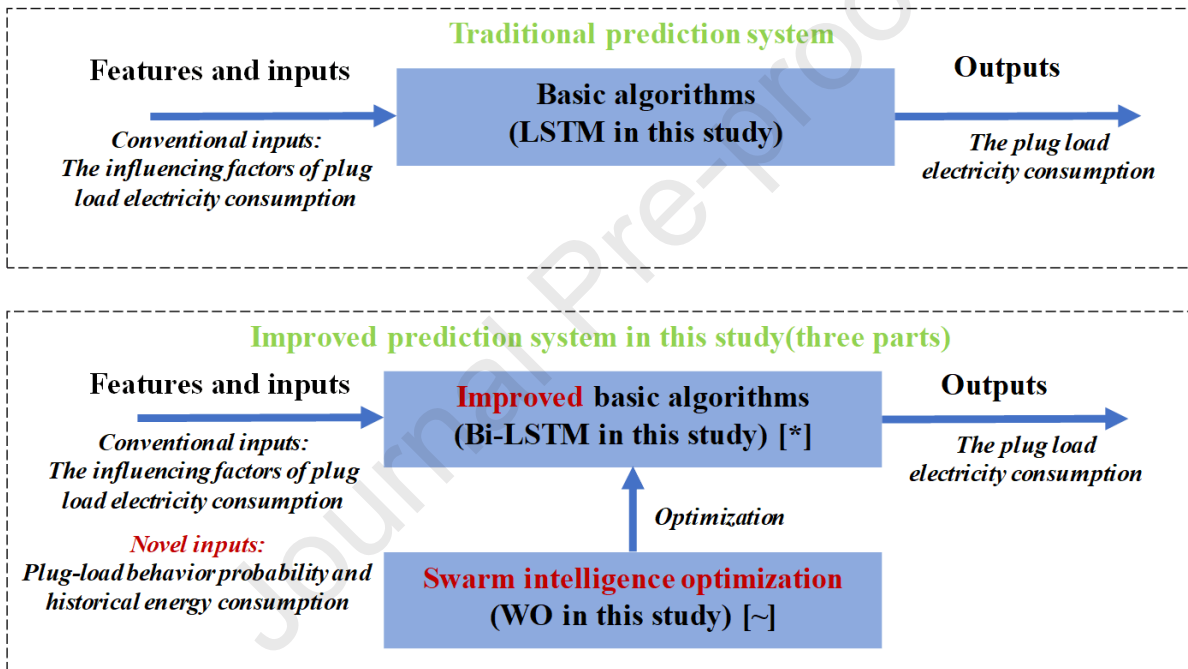 Traditional prediction system
Features and inputs
Conventional inputs:
The influencing factors of plug
load electricity consumption
Basic algorithms
(LSTM in this study)
Outputs
The plug load
electricity consumption
Improved prediction system in this study(three parts)
Features and inputs
Conventional inputs:
The influencing factors of plug
load electricity consumption
Novel inputs:
Plug-load behavior probability and
historical energy consumption
Improved basic algorithms
(Bi-LSTM in this study) [*]
Optimization
Swarm intelligence optimization
(WO in this study) [~]
Outputs
The plug load
electricity consumption
Journal Pre-proo